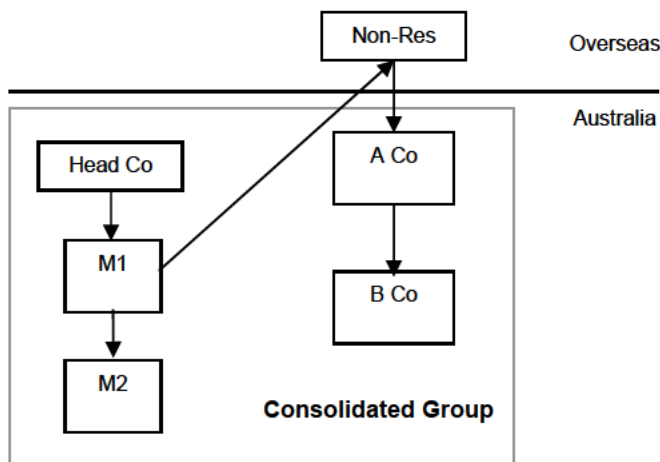 Non-Res
Overseas
Australia
Head Co
A Co
M1
B Co
M2
Consolidated Group